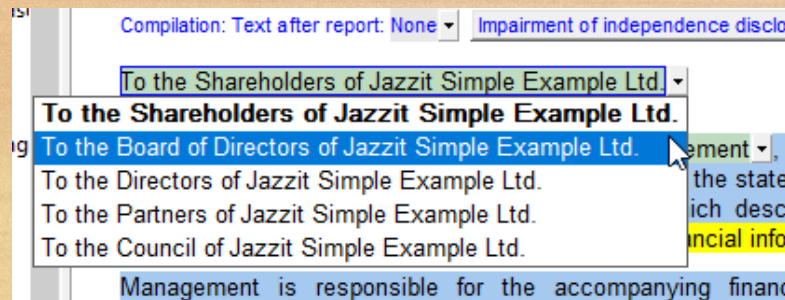 Compilation: Text after report: None Impairment of independence disclo
To the Shareholders of Jazzit Simple Example Ltd.
To the Shareholders of Jazzit Simple Example Ltd.
To the Board of Directors of Jazzit Simple Example Ltd.
To the Directors of Jazzit Simple Example Ltd.
the state
To the Partners of Jazzit Simple Example Ltd.
To the Council of Jazzit Simple Example Ltd.
Management is responsible for the accompanying